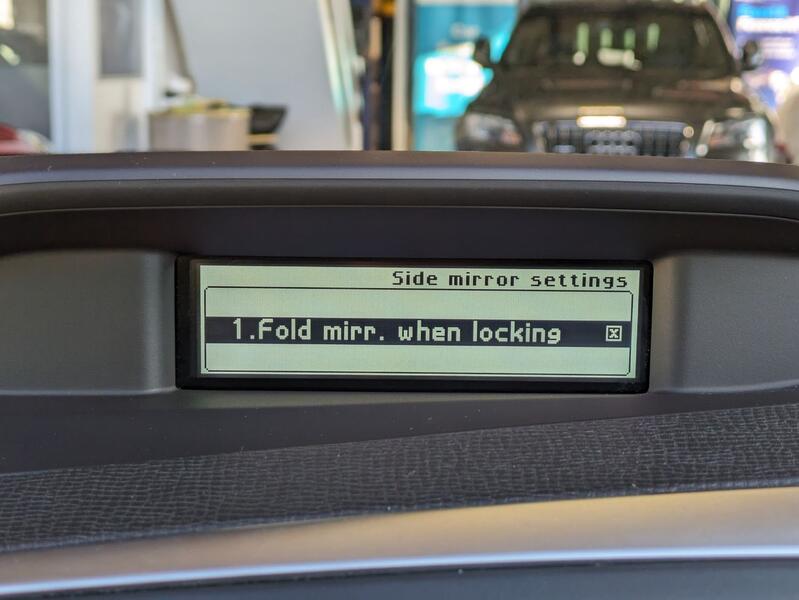 Side mirror settings
1.Fold mirr. when locking